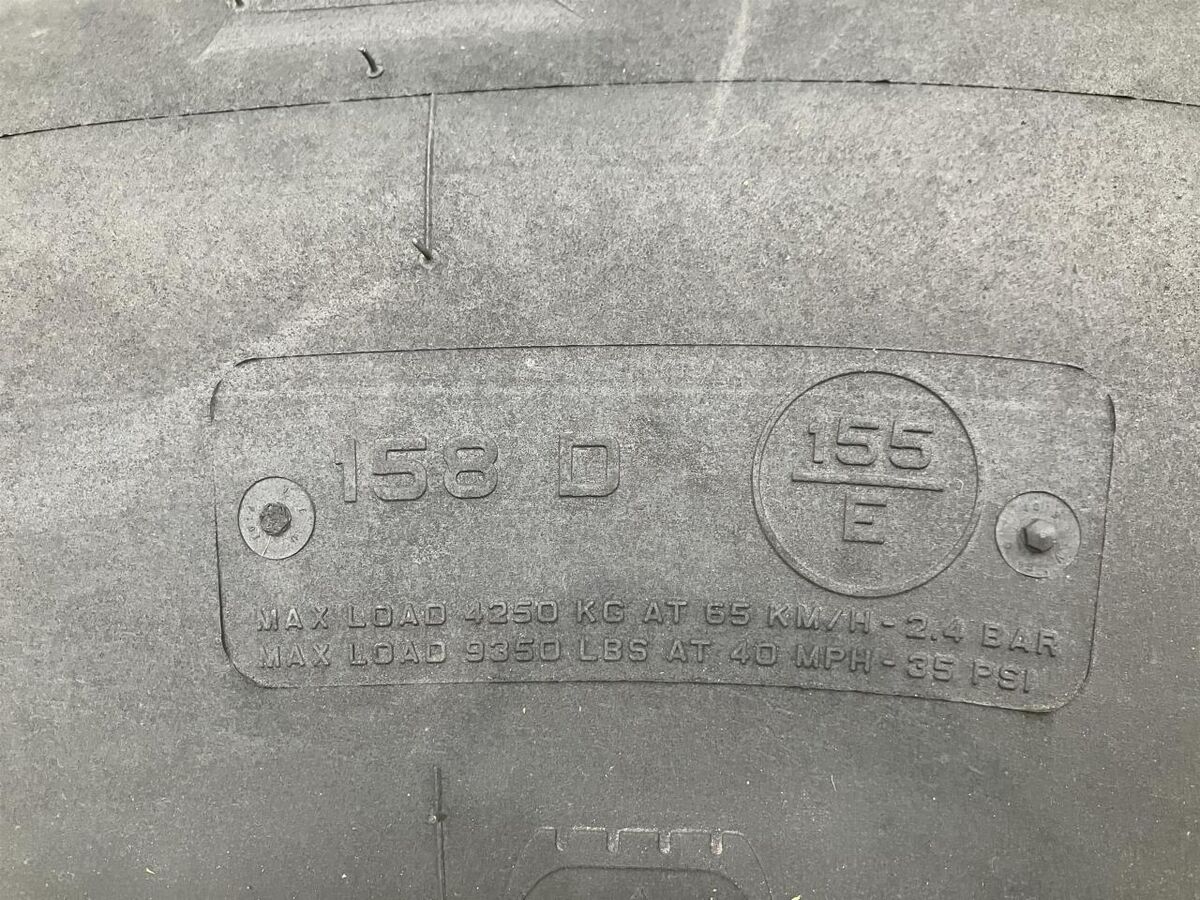 158 D
155
E
MAX LOAD 4250 KG AT 65 KM/H - 2.4 BAR
MAX LOAD 9350 LBS AT 40 MPH - 35 PSI